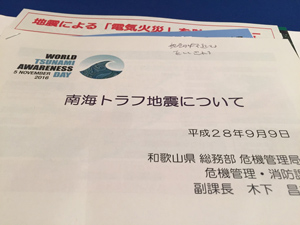 地震による「電気火災」を
WORLD
TSUNAMI
AWARENESS
DAY
5 NOVEMBER
2016
南海トラフ地震について
平成28年9月9日
和歌山県 総務部 危機管理局
危機管理・消防課
副課長 木下 昌